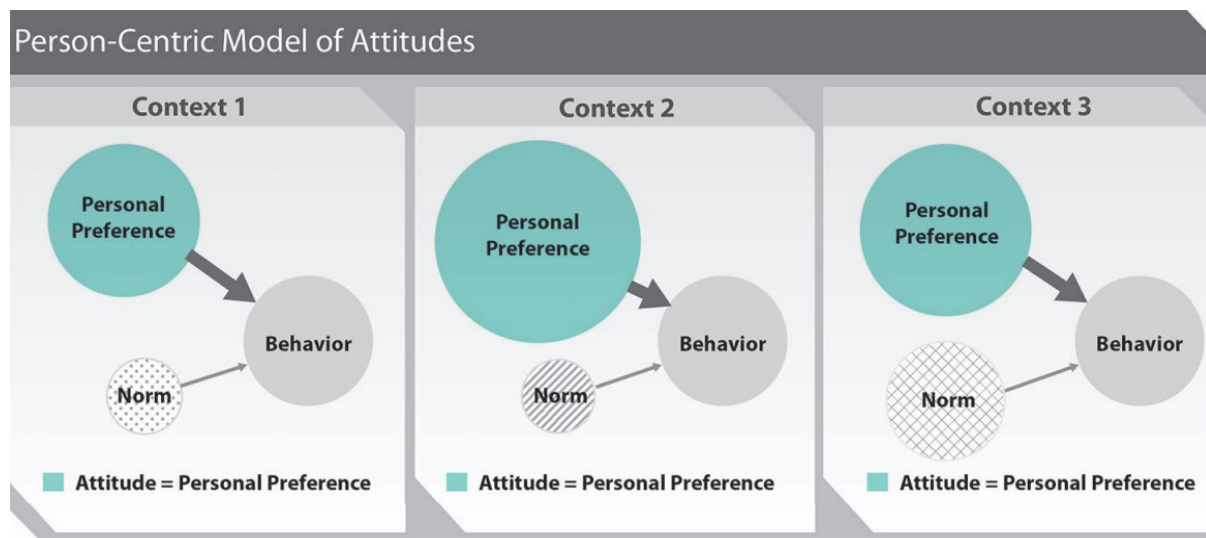 Person-Centric Model of Attitudes
Context 1
Personal
Preference
Behavior
Norm
Attitude = Personal Preference
Context 2
Personal
Preference
Behavior
Norm
Attitude = Personal Preference
Context 3
Personal
Preference
Behavior
Norm
Attitude = Personal Preference